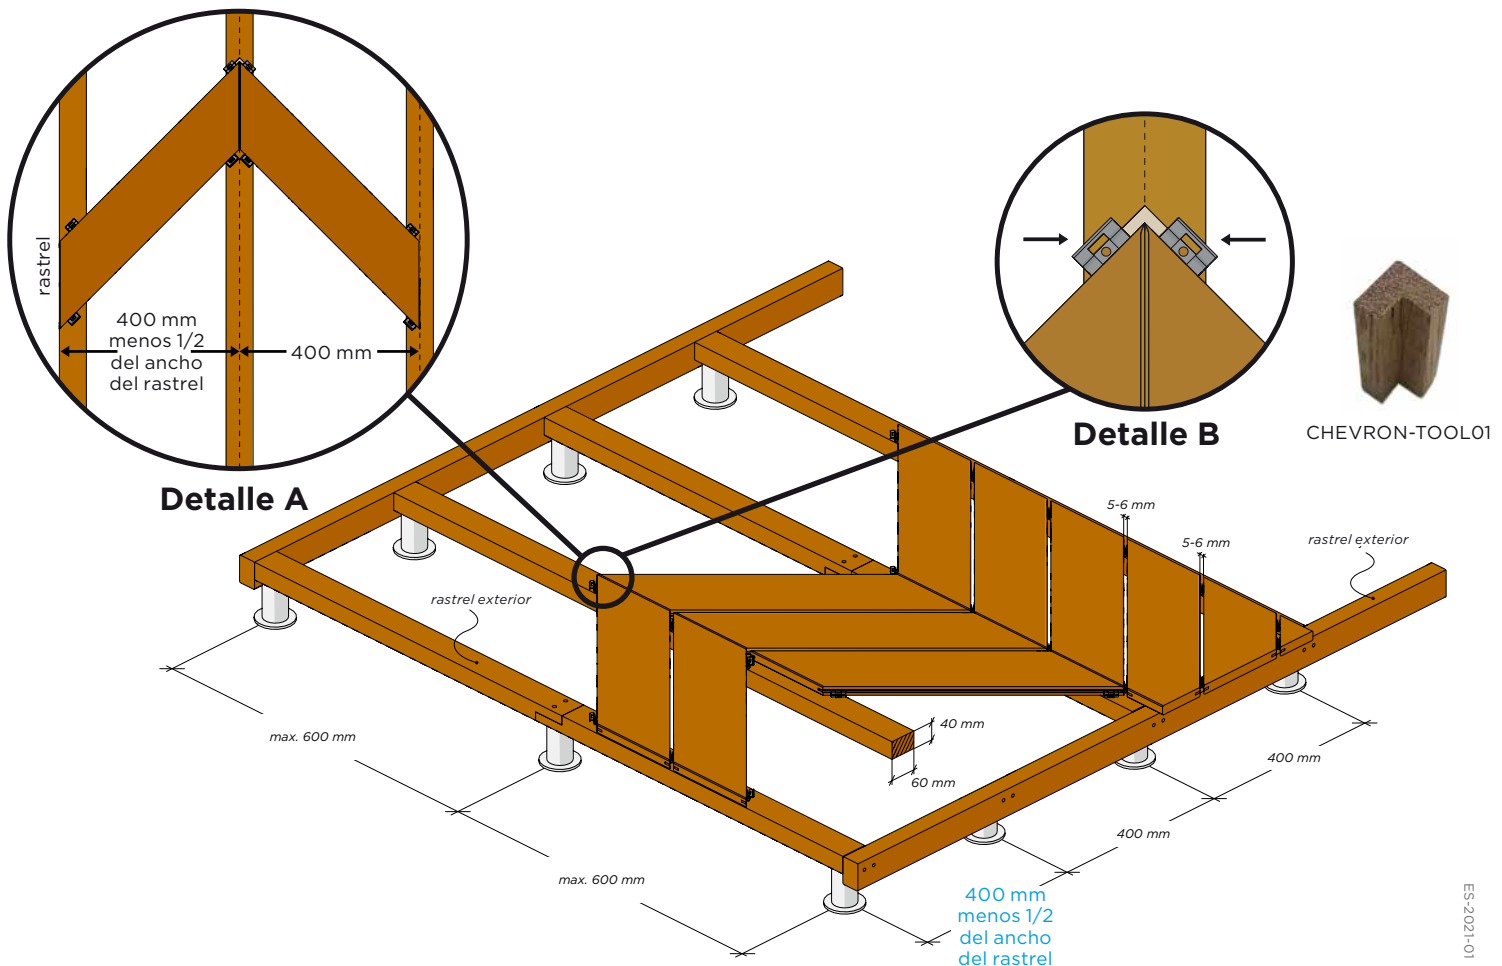 rastrel
400 mm
menos 1/2
del ancho
del rastrel
400 mm
Detalle A
Detalle B
CHEVRON-TOOL01
5-6 mm
5-6 mm
rastrel exterior
rastrel exterior
40 mm
60 mm
max. 600 mm
max. 600 mm
400 mm
400 mm
400 mm
menos 1/2
del ancho
del rastrel
ES-2021-01